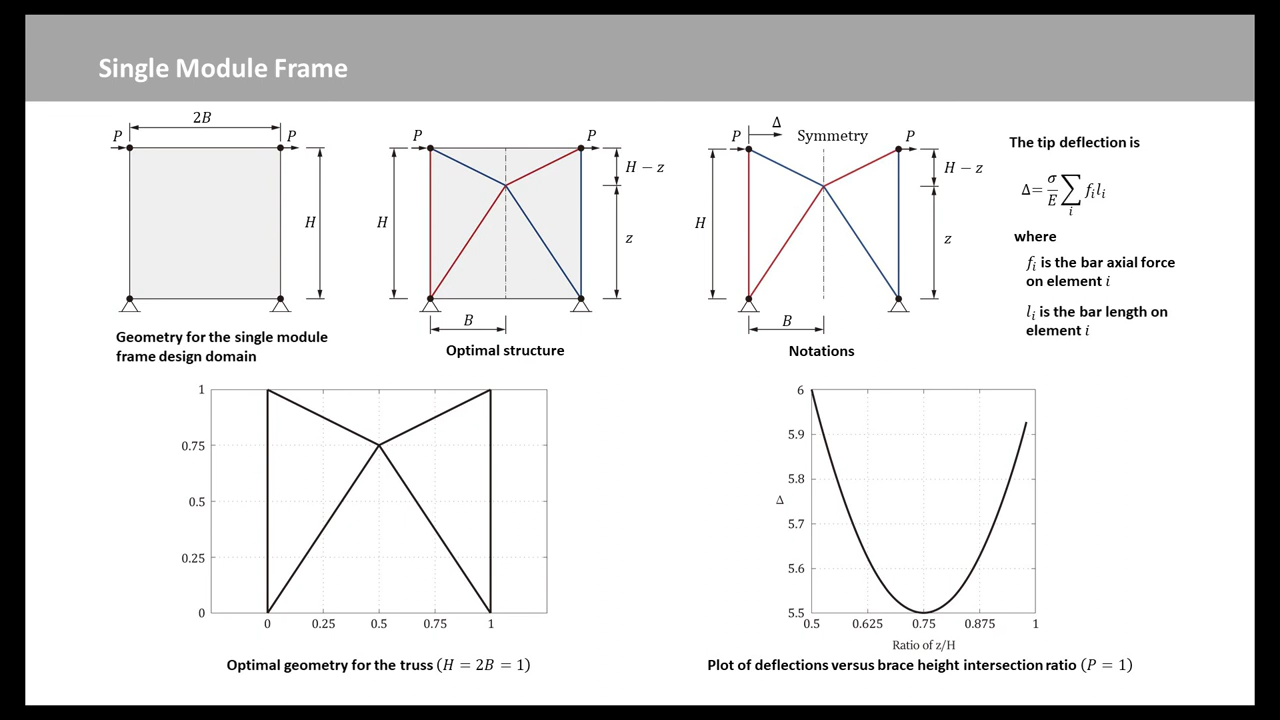 Single Module Frame
2B
P
P
H
Geometry for the single module
frame design domain
P
P
H
H − z
z
B
Optimal structure
P
Δ
Symmetry
P
H
H − z
z
B
Notations
The tip deflection is
Δ= σ/E ∑i fili
where
fi is the bar axial force
on element i
li is the bar length on
element i
1
0.75
0.5
0.25
0
0 0.25 0.5 0.75 1
Optimal geometry for the truss (H = 2B = 1)
6
5.9
5.8
Δ
5.7
5.6
5.5
0.5 0.625 0.75 0.875 1
Ratio of z/H
Plot of deflections versus brace height intersection ratio (P = 1)